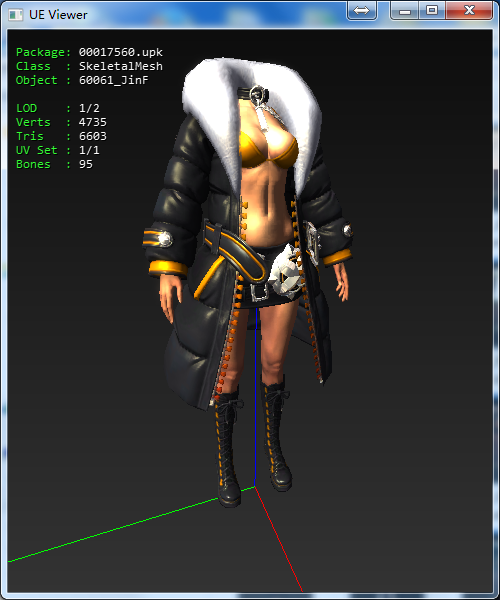 UE Viewer
Package: 00017560.upk
Class : SkeletalMesh
Object : 60061_JinF
LOD : 1/2
Verts : 4735
Tris : 6603
UV Set : 1/1
Bones : 95